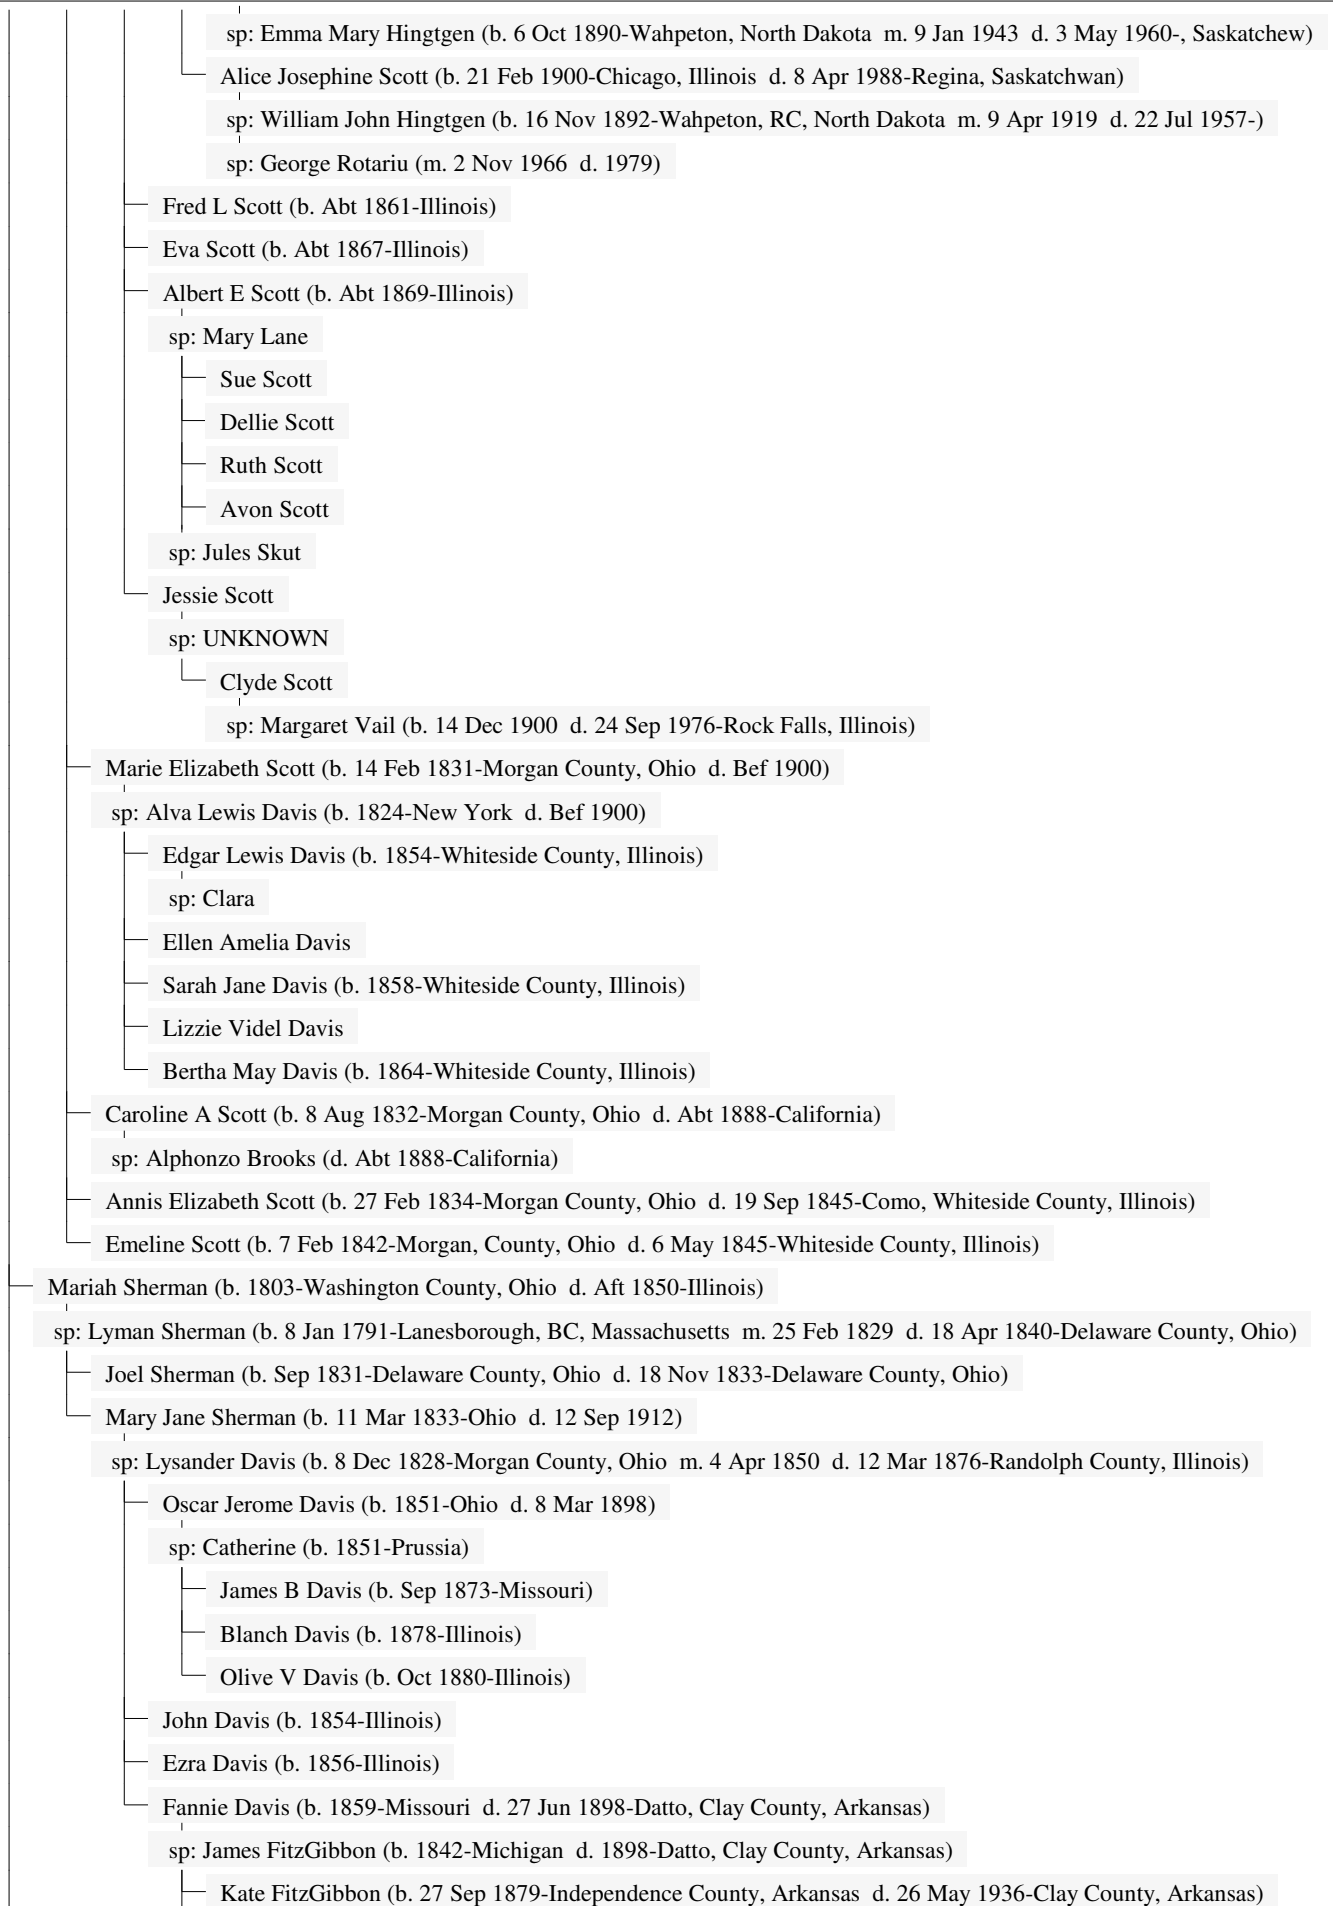 sp: Emma Mary Hingtgen (b. 6 Oct 1890-Wahpeton, North Dakota m. 9 Jan 1943 d. 3 May 1960-, Saskatchew)
Alice Josephine Scott (b. 21 Feb 1900-Chicago, Illinois d. 8 Apr 1988-Regina, Saskatchwan)
sp: William John Hingtgen (b. 16 Nov 1892-Wahpeton, RC, North Dakota m. 9 Apr 1919 d. 22 Jul 1957-)
sp: George Rotariu (m. 2 Nov 1966 d. 1979)
Fred L Scott (b. Abt 1861-Illinois)
Eva Scott (b. Abt 1867-Illinois)
Albert E Scott (b. Abt 1869-Illinois)
sp: Mary Lane
Sue Scott
Dellie Scott
Ruth Scott
Avon Scott
sp: Jules Skut
Jessie Scott
sp: UNKNOWN
Clyde Scott
sp: Margaret Vail (b. 14 Dec 1900 d. 24 Sep 1976-Rock Falls, Illinois)
Marie Elizabeth Scott (b. 14 Feb 1831-Morgan County, Ohio d. Bef 1900)
sp: Alva Lewis Davis (b. 1824-New York d. Bef 1900)
Edgar Lewis Davis (b. 1854-Whiteside County, Illinois)
sp: Clara
Ellen Amelia Davis
Sarah Jane Davis (b. 1858-Whiteside County, Illinois)
Lizzie Videl Davis
Bertha May Davis (b. 1864-Whiteside County, Illinois)
Caroline A Scott (b. 8 Aug 1832-Morgan County, Ohio d. Abt 1888-California)
sp: Alphonzo Brooks (d. Abt 1888-California)
Annis Elizabeth Scott (b. 27 Feb 1834-Morgan County, Ohio d. 19 Sep 1845-Como, Whiteside County, Illinois)
Emeline Scott (b. 7 Feb 1842-Morgan, County, Ohio d. 6 May 1845-Whiteside County, Illinois)
Mariah Sherman (b. 1803-Washington County, Ohio d. Aft 1850-Illinois)
sp: Lyman Sherman (b. 8 Jan 1791-Lanesborough, BC, Massachusetts m. 25 Feb 1829 d. 18 Apr 1840-Delaware County, Ohio)
Joel Sherman (b. Sep 1831-Delaware County, Ohio d. 18 Nov 1833-Delaware County, Ohio)
Mary Jane Sherman (b. 11 Mar 1833-Ohio d. 12 Sep 1912)
sp: Lysander Davis (b. 8 Dec 1828-Morgan County, Ohio m. 4 Apr 1850 d. 12 Mar 1876-Randolph County, Illinois)
Oscar Jerome Davis (b. 1851-Ohio d. 8 Mar 1898)
sp: Catherine (b. 1851-Prussia)
James B Davis (b. Sep 1873-Missouri)
Blanch Davis (b. 1878-Illinois)
Olive V Davis (b. Oct 1880-Illinois)
John Davis (b. 1854-Illinois)
Ezra Davis (b. 1856-Illinois)
Fannie Davis (b. 1859-Missouri d. 27 Jun 1898-Datto, Clay County, Arkansas)
sp: James FitzGibbon (b. 1842-Michigan d. 1898-Datto, Clay County, Arkansas)
Kate FitzGibbon (b. 27 Sep 1879-Independence County, Arkansas d. 26 May 1936-Clay County, Arkansas)